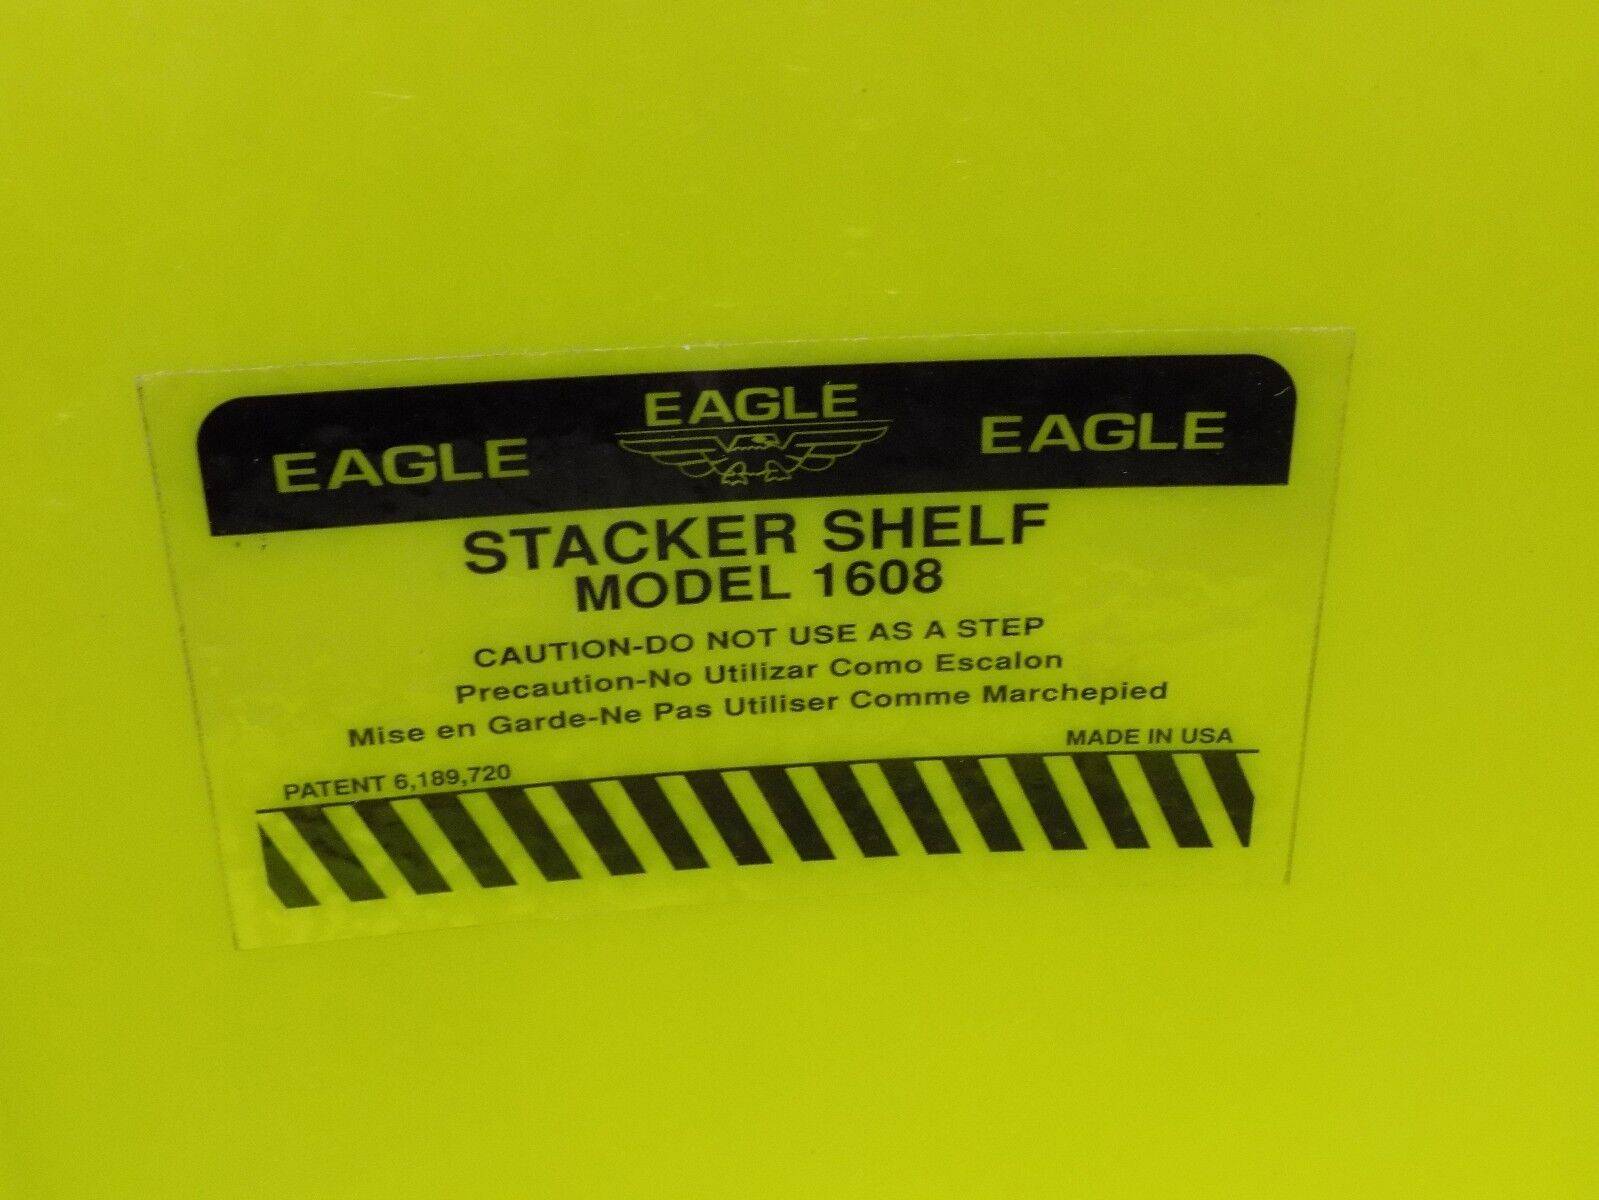 EAGLE EAGLE EAGLE
STACKER SHELF
MODEL 1608
CAUTION-DO NOT USE AS A STEP
Precaution-No Utilizar Como Escalon
Mise en Garde-Ne Pas Utiliser Comme Marchepied
PATENT 6,189,720 MADE IN USA